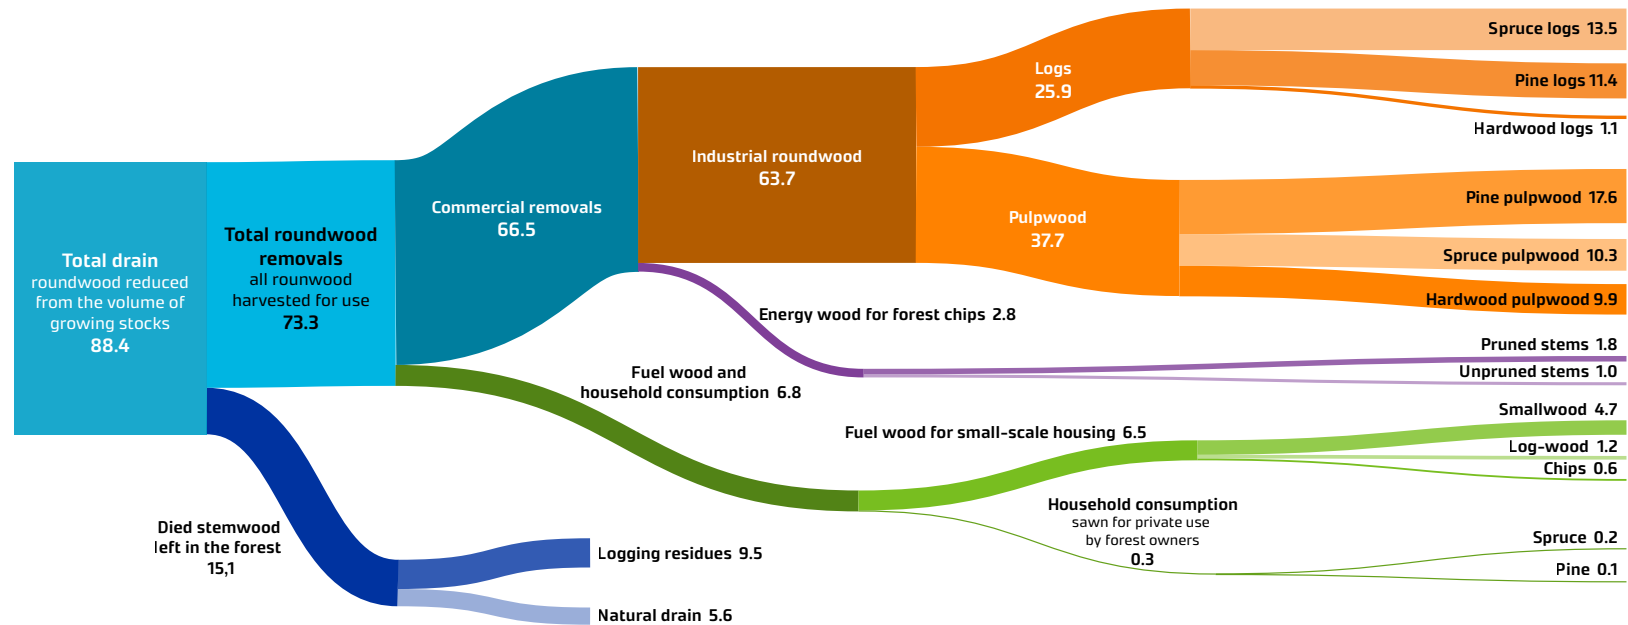 Total drain
roundwood reduced
from the volume of
growing stocks
88.4
Total roundwood
removals
all rounwood
harvested for use
73.3
Died stemwood
left in the forest
15,1
Logging residues 9.5
Natural drain 5.6
Commercial removals
66.5
Fuel wood and
household consumption 6.8
Industrial roundwood
63.7
Energy wood for forest chips 2.8
Logs
25.9
Pulpwood
37.7
Fuel wood for small-scale housing 6.5
Household consumption
sawn for private use
by forest owners
0.3
Spruce logs 13.5
Pine logs 11.4
Hardwood logs 1.1
Pine pulpwood 17.6
Spruce pulpwood 10.3
Hardwood pulpwood 9.9
Pruned stems 1.8
Unpruned stems 1.0
Smallwood 4.7
Log-wood 1.2
Chips 0.6
Spruce 0.2
Pine 0.1